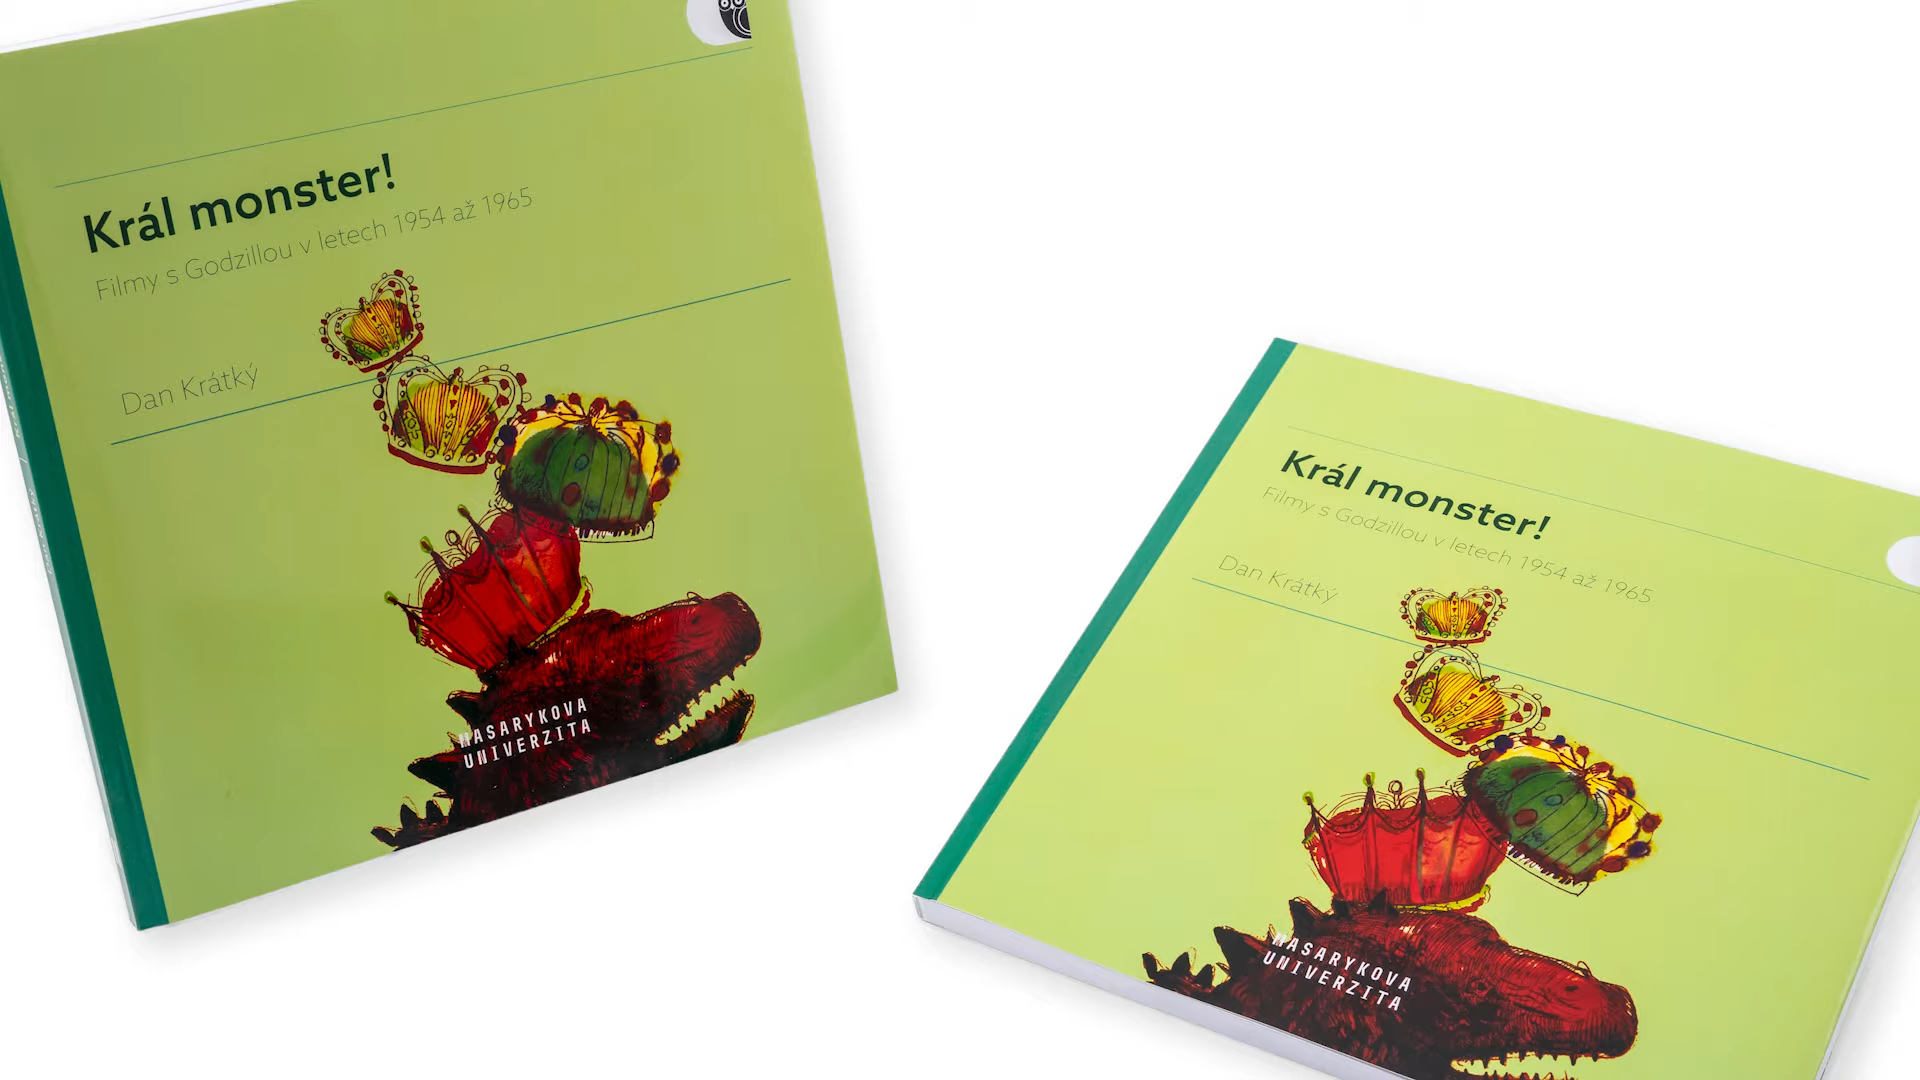 Král monster!
Filmy s Godzillou v letech 1954 až 1965
Dan Krátký
MASARYKOVA
UNIVERZITA
Král monster!
Filmy s Godzillou v letech 1954 až 1965
Dan Krátký
MASARYKOVA
UNIVERZITA